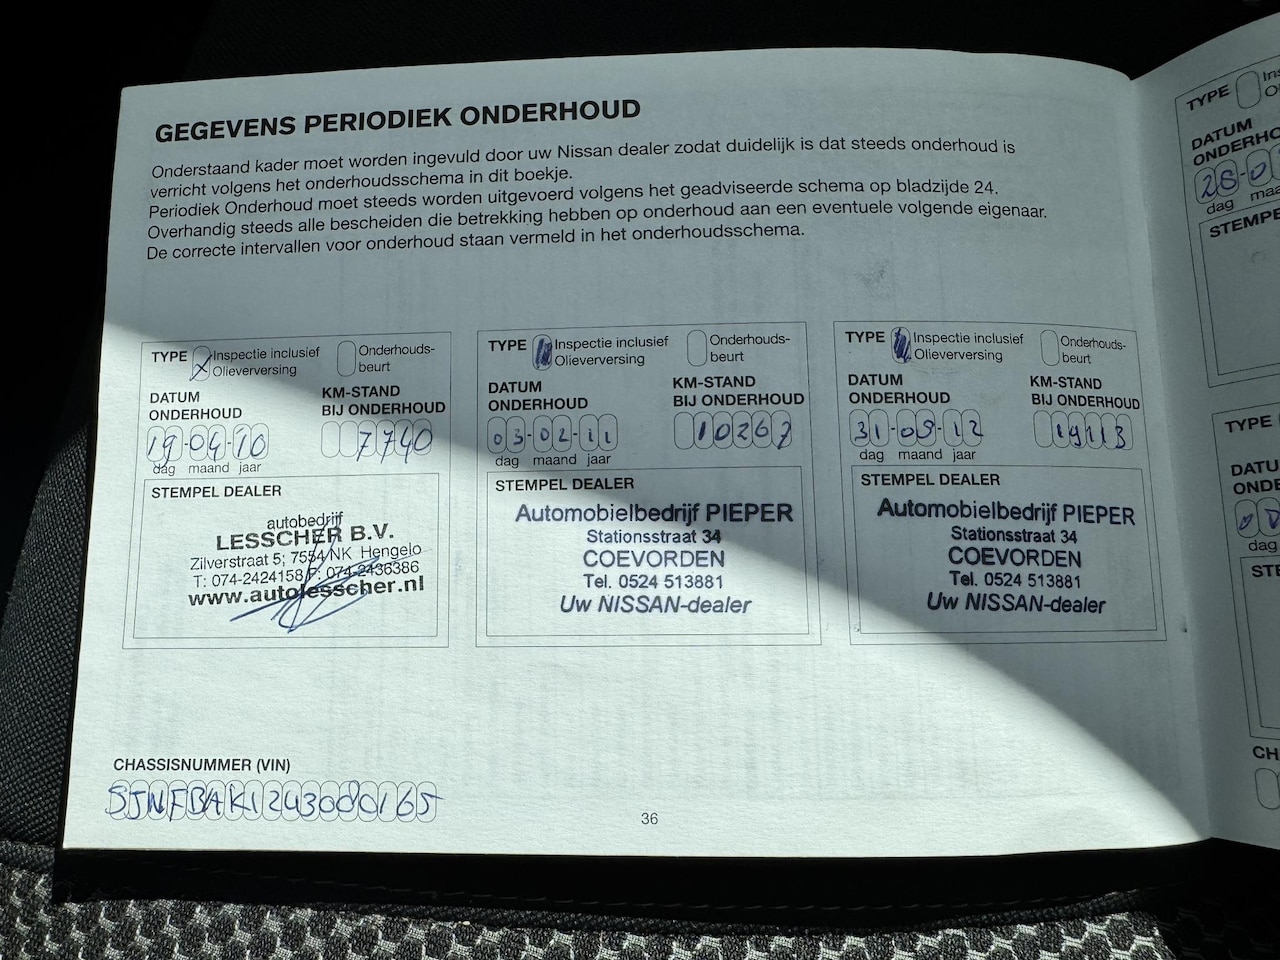 GEGEVENS PERIODIEK ONDERHOUD
Onderstaand kader moet worden ingevuld door uw Nissan dealer zodat duidelijk is dat steeds onderhoud is
verricht volgens het onderhoudsschema in dit boekje.
Periodiek Onderhoud moet steeds worden uitgevoerd volgens het geadviseerde schema op bladzijde 24.
Overhandig steeds alle bescheiden die betrekking hebben op onderhoud aan een eventuele volgende eigenaar.
De correcte intervallen voor onderhoud staan vermeld in het onderhoudsschema.
TYPE Inspectie inclusief Olieverversing Onderhouds-beurt
DATUM ONDERHOUD
KM-STAND BIJ ONDERHOUD
19-04-10
7740
dag maand jaar
STEMPEL DEALER
autobedrijf
LESSCHER B.V.
Zilverstraat 5; 7554 NK Hengelo
T: 074-2424158 F: 074-2436386
www.autolesscher.nl
TYPE Inspectie inclusief Olieverversing Onderhouds-beurt
DATUM ONDERHOUD
KM-STAND BIJ ONDERHOUD
03-02-11
10267
dag maand jaar
STEMPEL DEALER
Automobielbedrijf PIEPER
Stationsstraat 34
COEVORDEN
Tel. 0524 513881
Uw NISSAN-dealer
TYPE Inspectie inclusief Olieverversing Onderhouds-beurt
DATUM ONDERHOUD
KM-STAND BIJ ONDERHOUD
31-08-12
19113
dag maand jaar
STEMPEL DEALER
Automobielbedrijf PIEPER
Stationsstraat 34
COEVORDEN
Tel. 0524 513881
Uw NISSAN-dealer
CHASSISNUMMER (VIN)
SJNFBAK12U3080165
36
TYPE
DATUM
28-0
dag
TYPE
dag